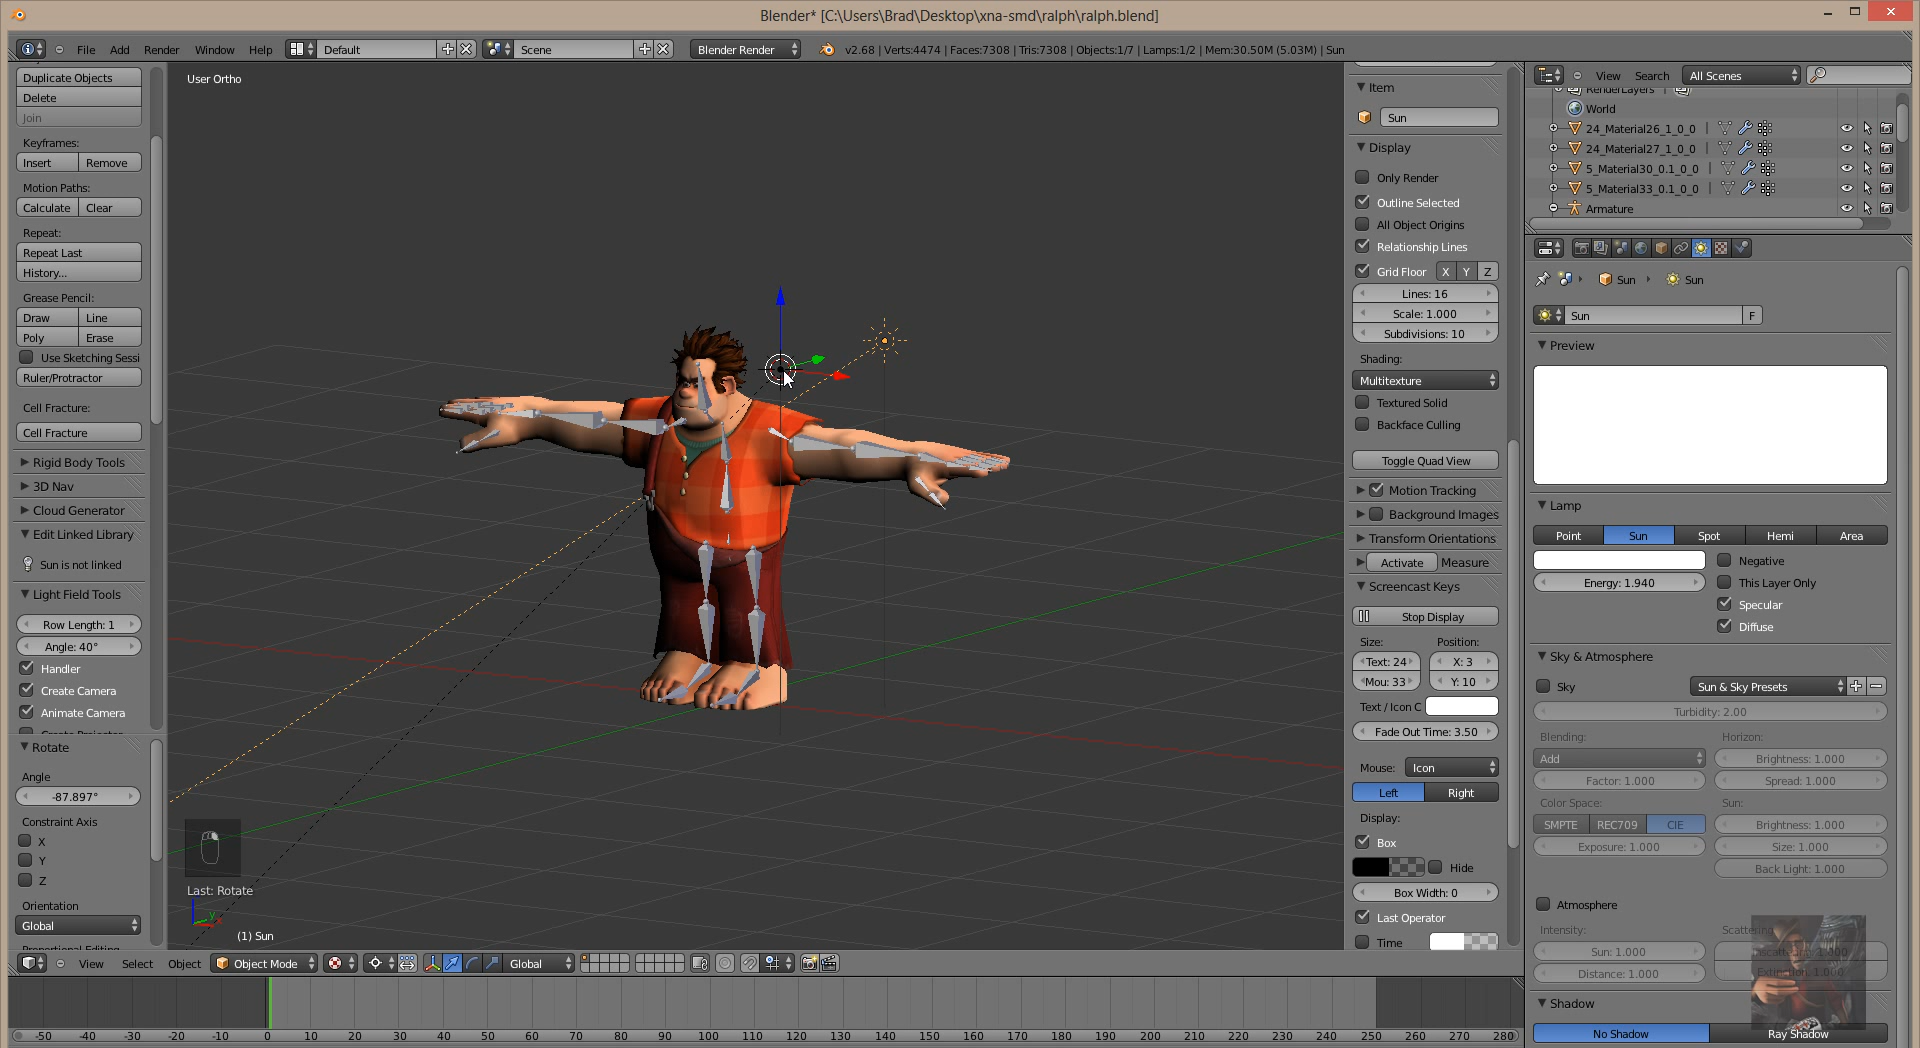 Blender* [C:\Users\Brad\Desktop\xna-smd\ralph\ralph.blend]
File Add Render Window Help Default Scene Blender Render v2.68 | Verts:4474 | Faces:7308 | Tris:7308 | Objects:1/7 | Lamps:1/2 | Mem:30.50M (5.03M) | Sun
Duplicate Objects
Delete
Join
Keyframes:
Insert Remove
Motion Paths:
Calculate Clear
Repeat:
Repeat Last
History...
Grease Pencil:
Draw Line
Poly Erase
Use Sketching Sessi
Ruler/Protractor
Cell Fracture:
Cell Fracture
Rigid Body Tools
3D Nav
Cloud Generator
Edit Linked Library
Sun is not linked
Light Field Tools
Row Length: 1
Angle: 40°
Handler
Create Camera
Animate Camera
Rotate
Angle
-87.897°
Constraint Axis
X
Y
Z
Orientation
Global
User Ortho
Last: Rotate
(1) Sun
Item
Sun
Display
Only Render
Outline Selected
All Object Origins
Relationship Lines
Grid Floor X Y Z
Lines: 16
Scale: 1.000
Subdivisions: 10
Shading:
Multitexture
Textured Solid
Backface Culling
Toggle Quad View
Motion Tracking
Background Images
Transform Orientations
Activate Measure
Screencast Keys
Stop Display
Size: Position:
Text: 24 X: 3
Mou: 33 Y: 10
Text / Icon C
Fade Out Time: 3.50
Mouse: Icon
Left Right
Display:
Box
Hide
Box Width: 0
Last Operator
Time
View Search All Scenes
RenderLayers
World
24_Material26_1_0_0
24_Material27_1_0_0
5_Material30_0.1_0_0
5_Material33_0.1_0_0
Armature
Sun Sun
Sun F
Preview
Lamp
Point Sun Spot Hemi Area
Negative
Energy: 1.940 This Layer Only
Specular
Diffuse
Sky & Atmosphere
Sky Sun & Sky Presets
Turbidity: 2.00
Blending: Horizon:
Add Brightness: 1.000
Factor: 1.000 Spread: 1.000
Color Space: Sun:
SMPTE REC709 CIE Brightness: 1.000
Exposure: 1.000 Size: 1.000
Back Light: 1.000
Atmosphere
Intensity: Scattering
Sun: 1.000
Distance: 1.000 Extinction: 1.000
Shadow
No Shadow Ray Shadow
View Select Object Object Mode Global
-50 -40 -30 -20 -10 0 10 20 30 40 50 60 70 80 90 100 110 120 130 140 150 160 170 180 190 200 210 220 230 240 250 260 270 280